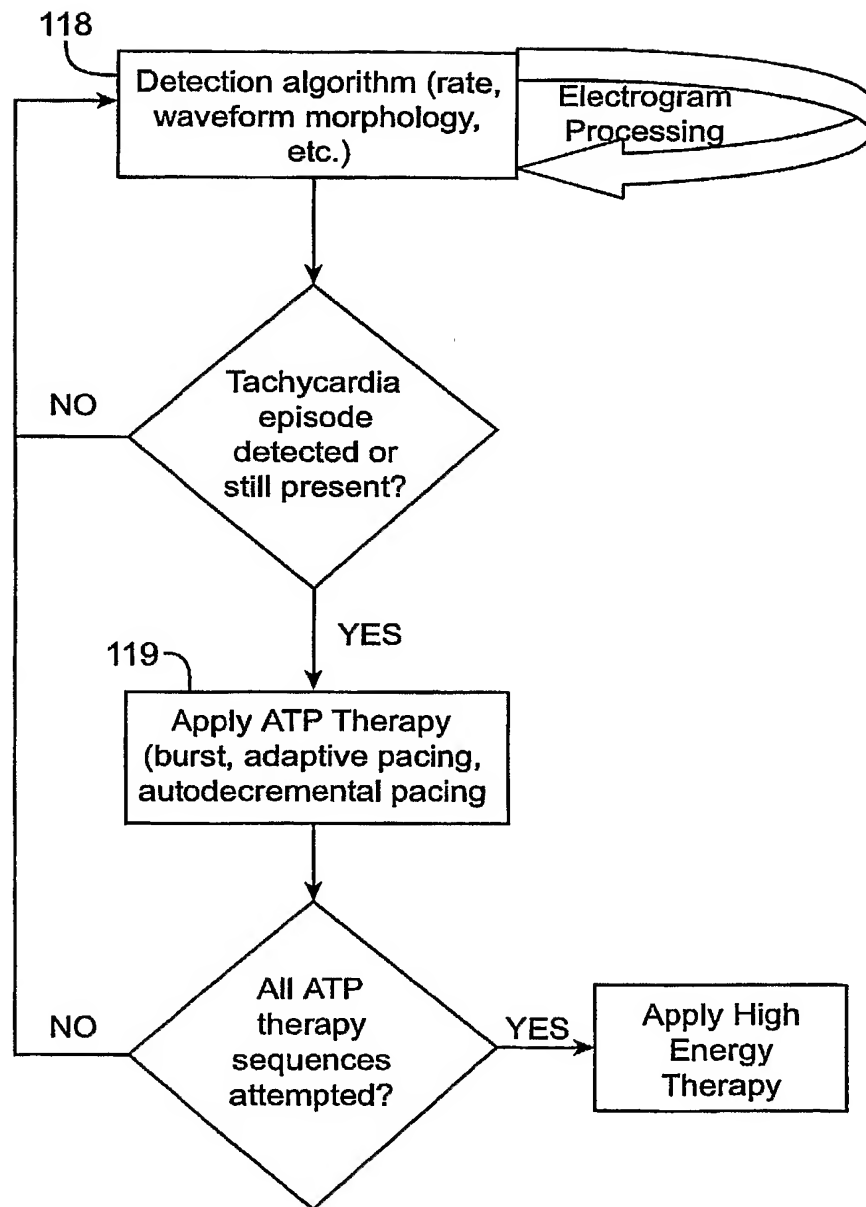 118
Detection algorithm (rate,
waveform morphology,
etc.)
Electrogram
Processing
Tachycardia
episode
detected or
still present?
NO
YES
119
Apply ATP Therapy
(burst, adaptive pacing,
autodecremental pacing
All ATP
therapy
sequences
attempted?
NO
YES
Apply High
Energy
Therapy